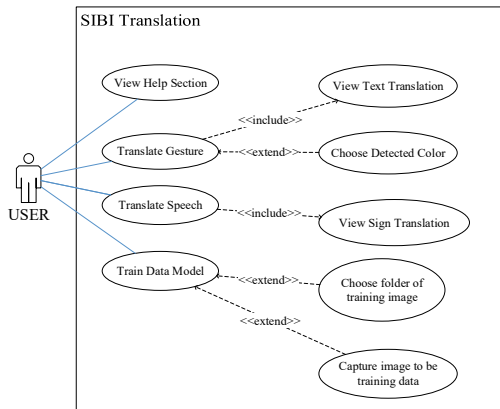 SIBI Translation
View Help Section
View Text Translation
<<include>>
Translate Gesture
<<extend>>
Choose Detected Color
USER
Translate Speech
<<include>>
View Sign Translation
Train Data Model
<<extend>>
Choose folder of
training image
<<extend>>
Capture image to be
training data